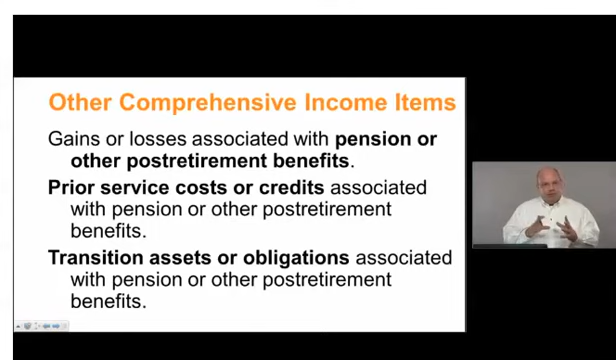 Other Comprehensive Income Items
Gains or losses associated with pension or
other postretirement benefits.
Prior service costs or credits associated
with pension or other postretirement
benefits.
Transition assets or obligations associated
with pension or other postretirement
benefits.